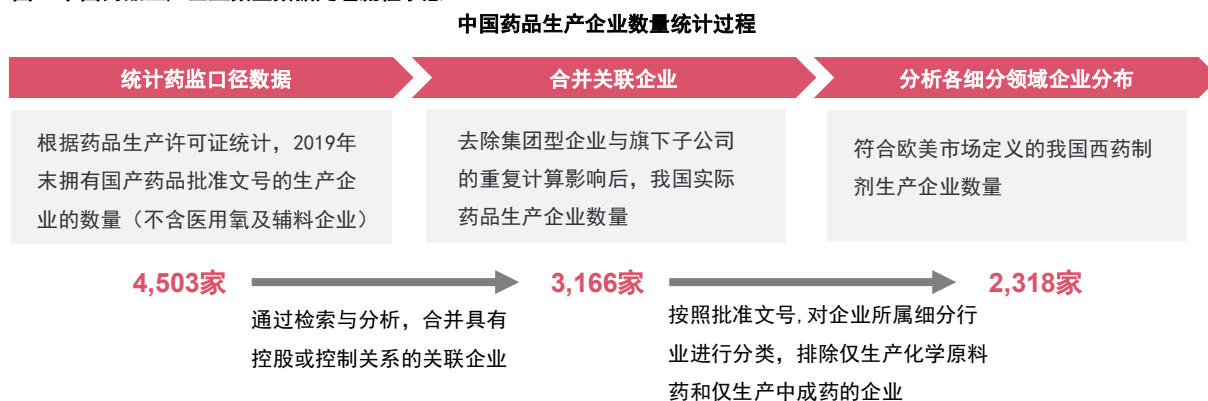 中国药品生产企业数量统计过程
统计药监口径数据
合并关联企业
分析各细分领域企业分布
根据药品生产许可证统计，2019年
末拥有国产药品批准文号的生产企
业的数量（不含医用氧及辅料企业）
去除集团型企业与旗下子公司
的重复计算影响后，我国实际
药品生产企业数量
符合欧美市场定义的我国西药制
剂生产企业数量
4,503家
3,166家
2,318家
通过检索与分析，合并具有
控股或控制关系的关联企业
按照批准文号,对企业所属细分行
业进行分类，排除仅生产化学原料
药和仅生产中成药的企业